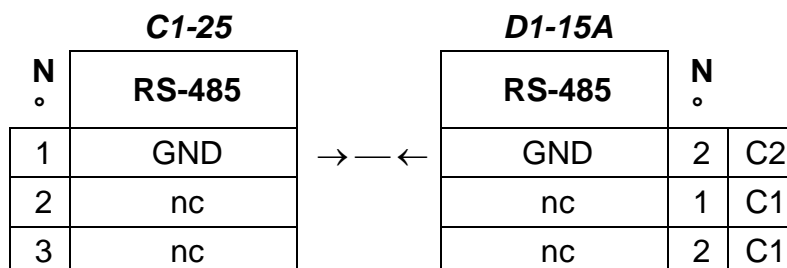 C1-25 D1-15A
N° RS-485 RS-485 N°
1 GND →—← GND 2 C2
2 nc nc 1 C1
3 nc nc 2 C1